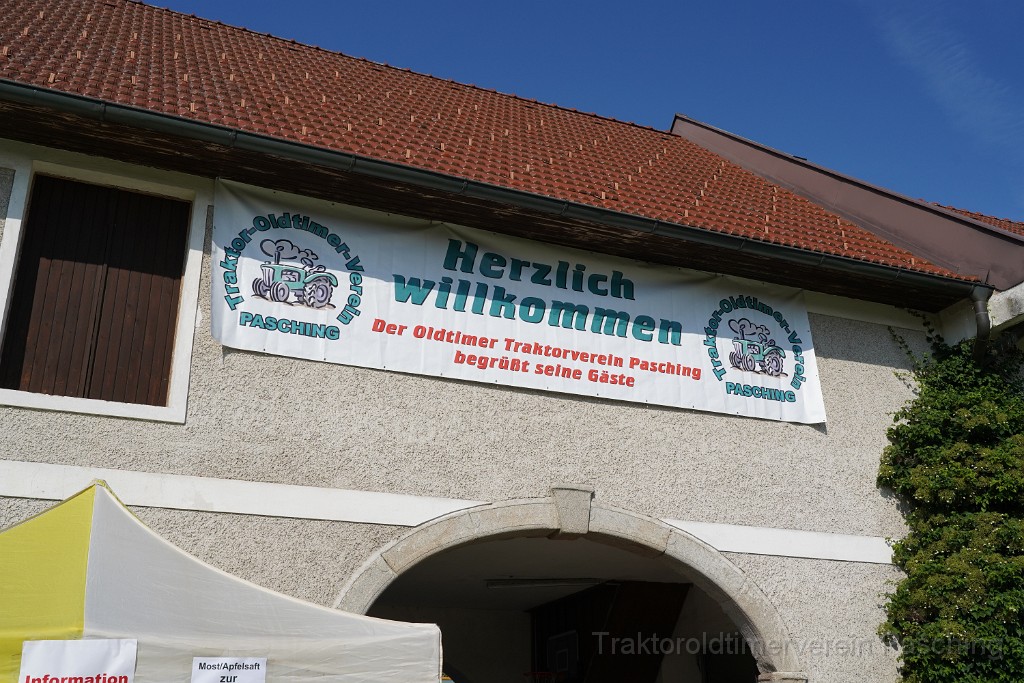 Traktor-Oldtimer-Verein
PASCHING
Herzlich
willkommen
Der Oldtimer Traktorverein Pasching
begrüßt seine Gäste
Traktor-Oldtimer-Verein
PASCHING
Information
Most/Apfelsaft
zur
Traktoroldtimerverein Pasching